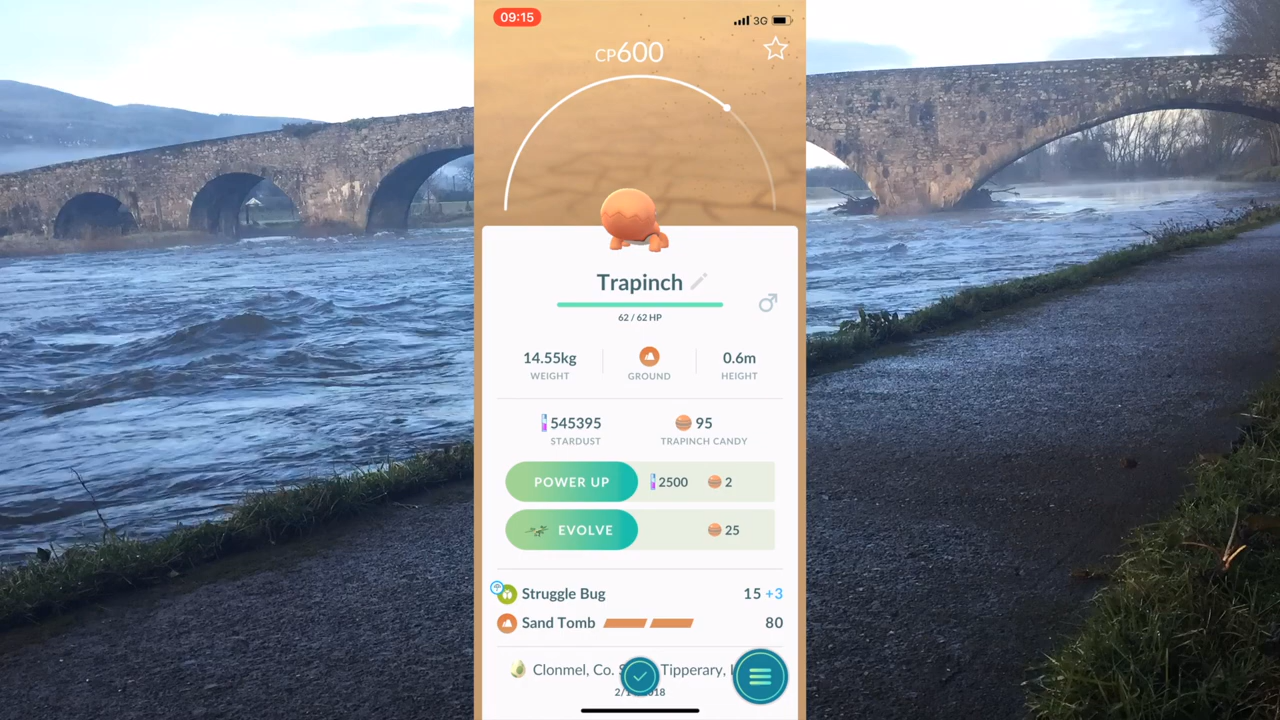 09:15
3G
CP600
Trapinch
62 / 62 HP
14.55kg
WEIGHT
GROUND
0.6m
HEIGHT
545395
STARDUST
95
TRAPINCH CANDY
POWER UP 2500 2
EVOLVE 25
Struggle Bug 15 +3
Sand Tomb 80
Clonmel, Co. Tipperary,